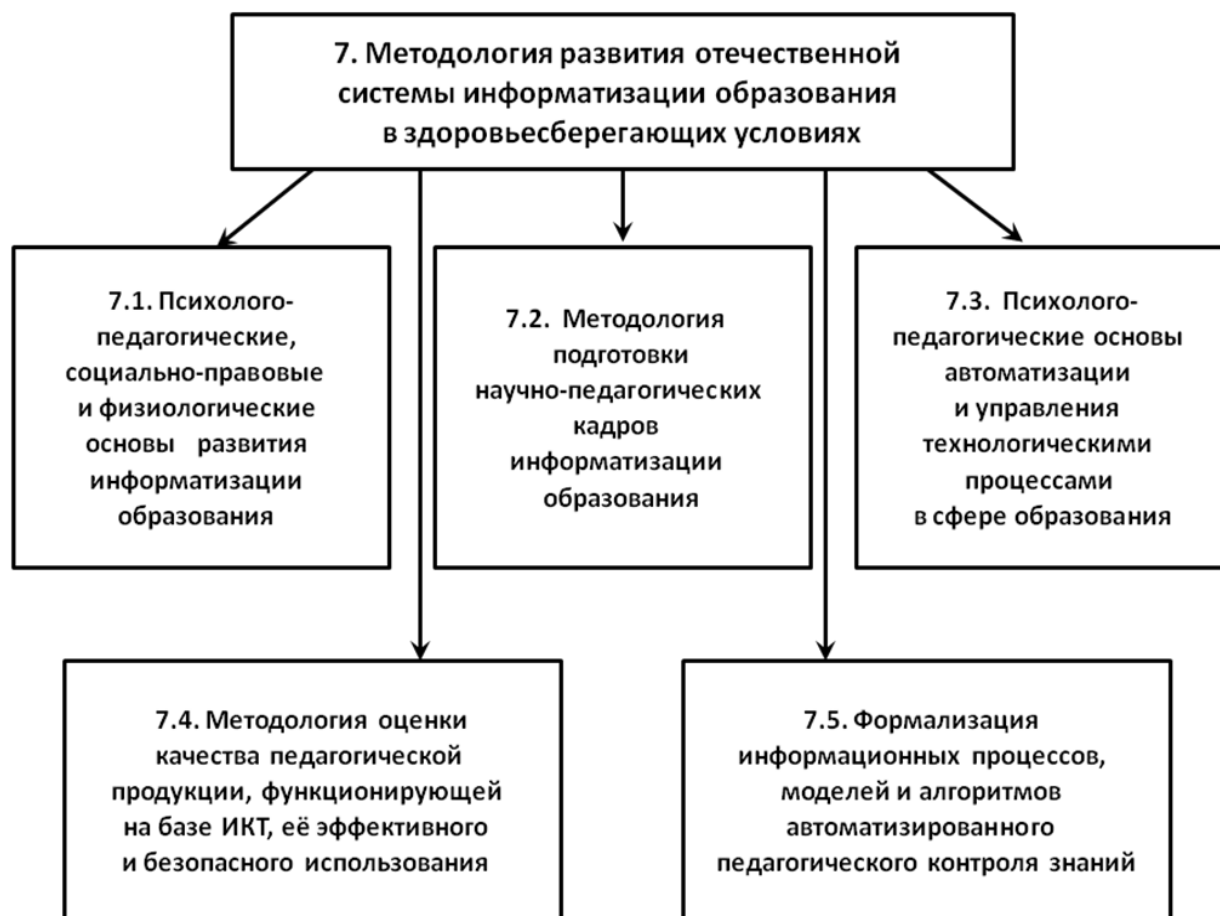 7. Методология развития отечественной
системы информатизации образования
в здоровьесберегающих условиях
7.1. Психолого-
педагогические,
социально-правовые
и физиологические
основы развития
информатизации
образования
7.2. Методология
подготовки
научно-педагогических
кадров
информатизации
образования
7.3. Психолого-
педагогические основы
автоматизации
и управления
технологическими
процессами
в сфере образования
7.4. Методология оценки
качества педагогической
продукции, функционирующей
на базе ИКТ, её эффективного
и безопасного использования
7.5. Формализация
информационных процессов,
моделей и алгоритмов
автоматизированного
педагогического контроля знаний